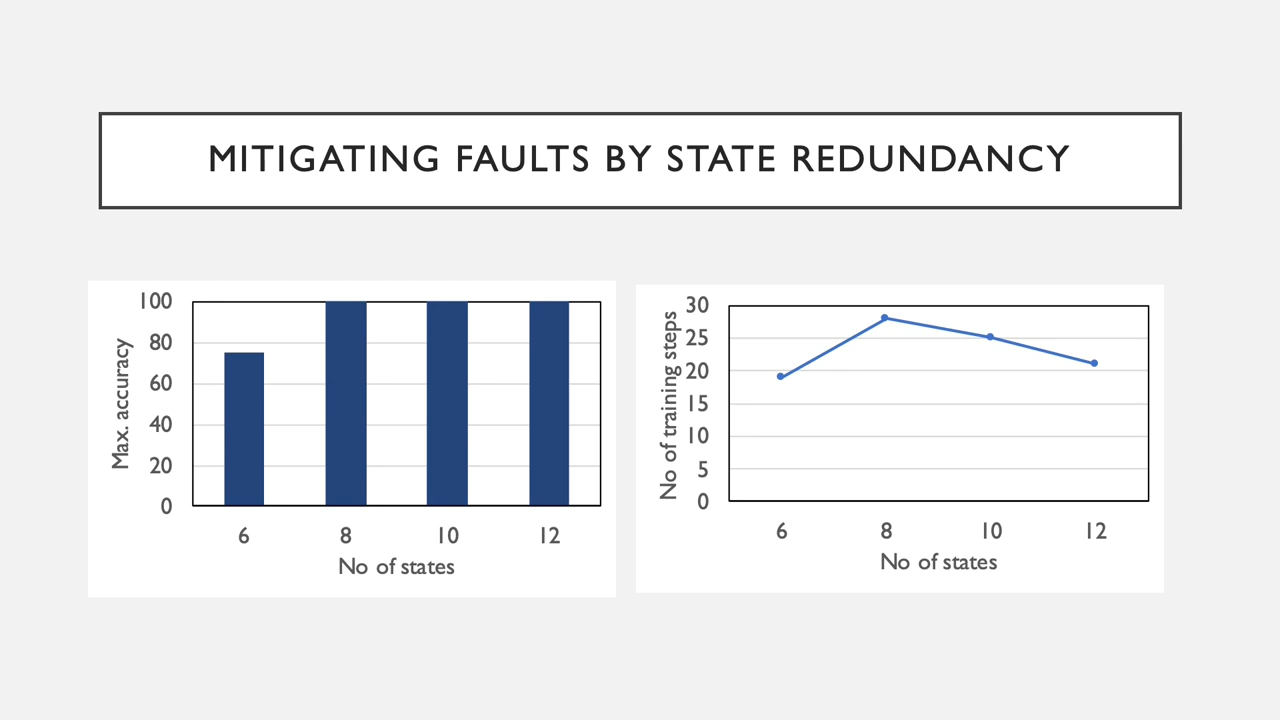 MITIGATING FAULTS BY STATE REDUNDANCY
Max. accuracy
100
80
60
40
20
0
6 8 10 12
No of states
No of training steps
30
25
20
15
10
5
0
6 8 10 12
No of states